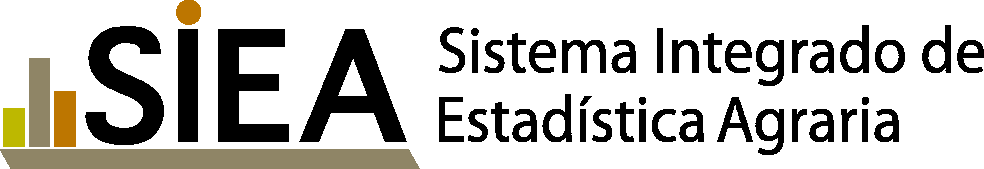 SiEA
Sistema Integrado de
Estadística Agraria